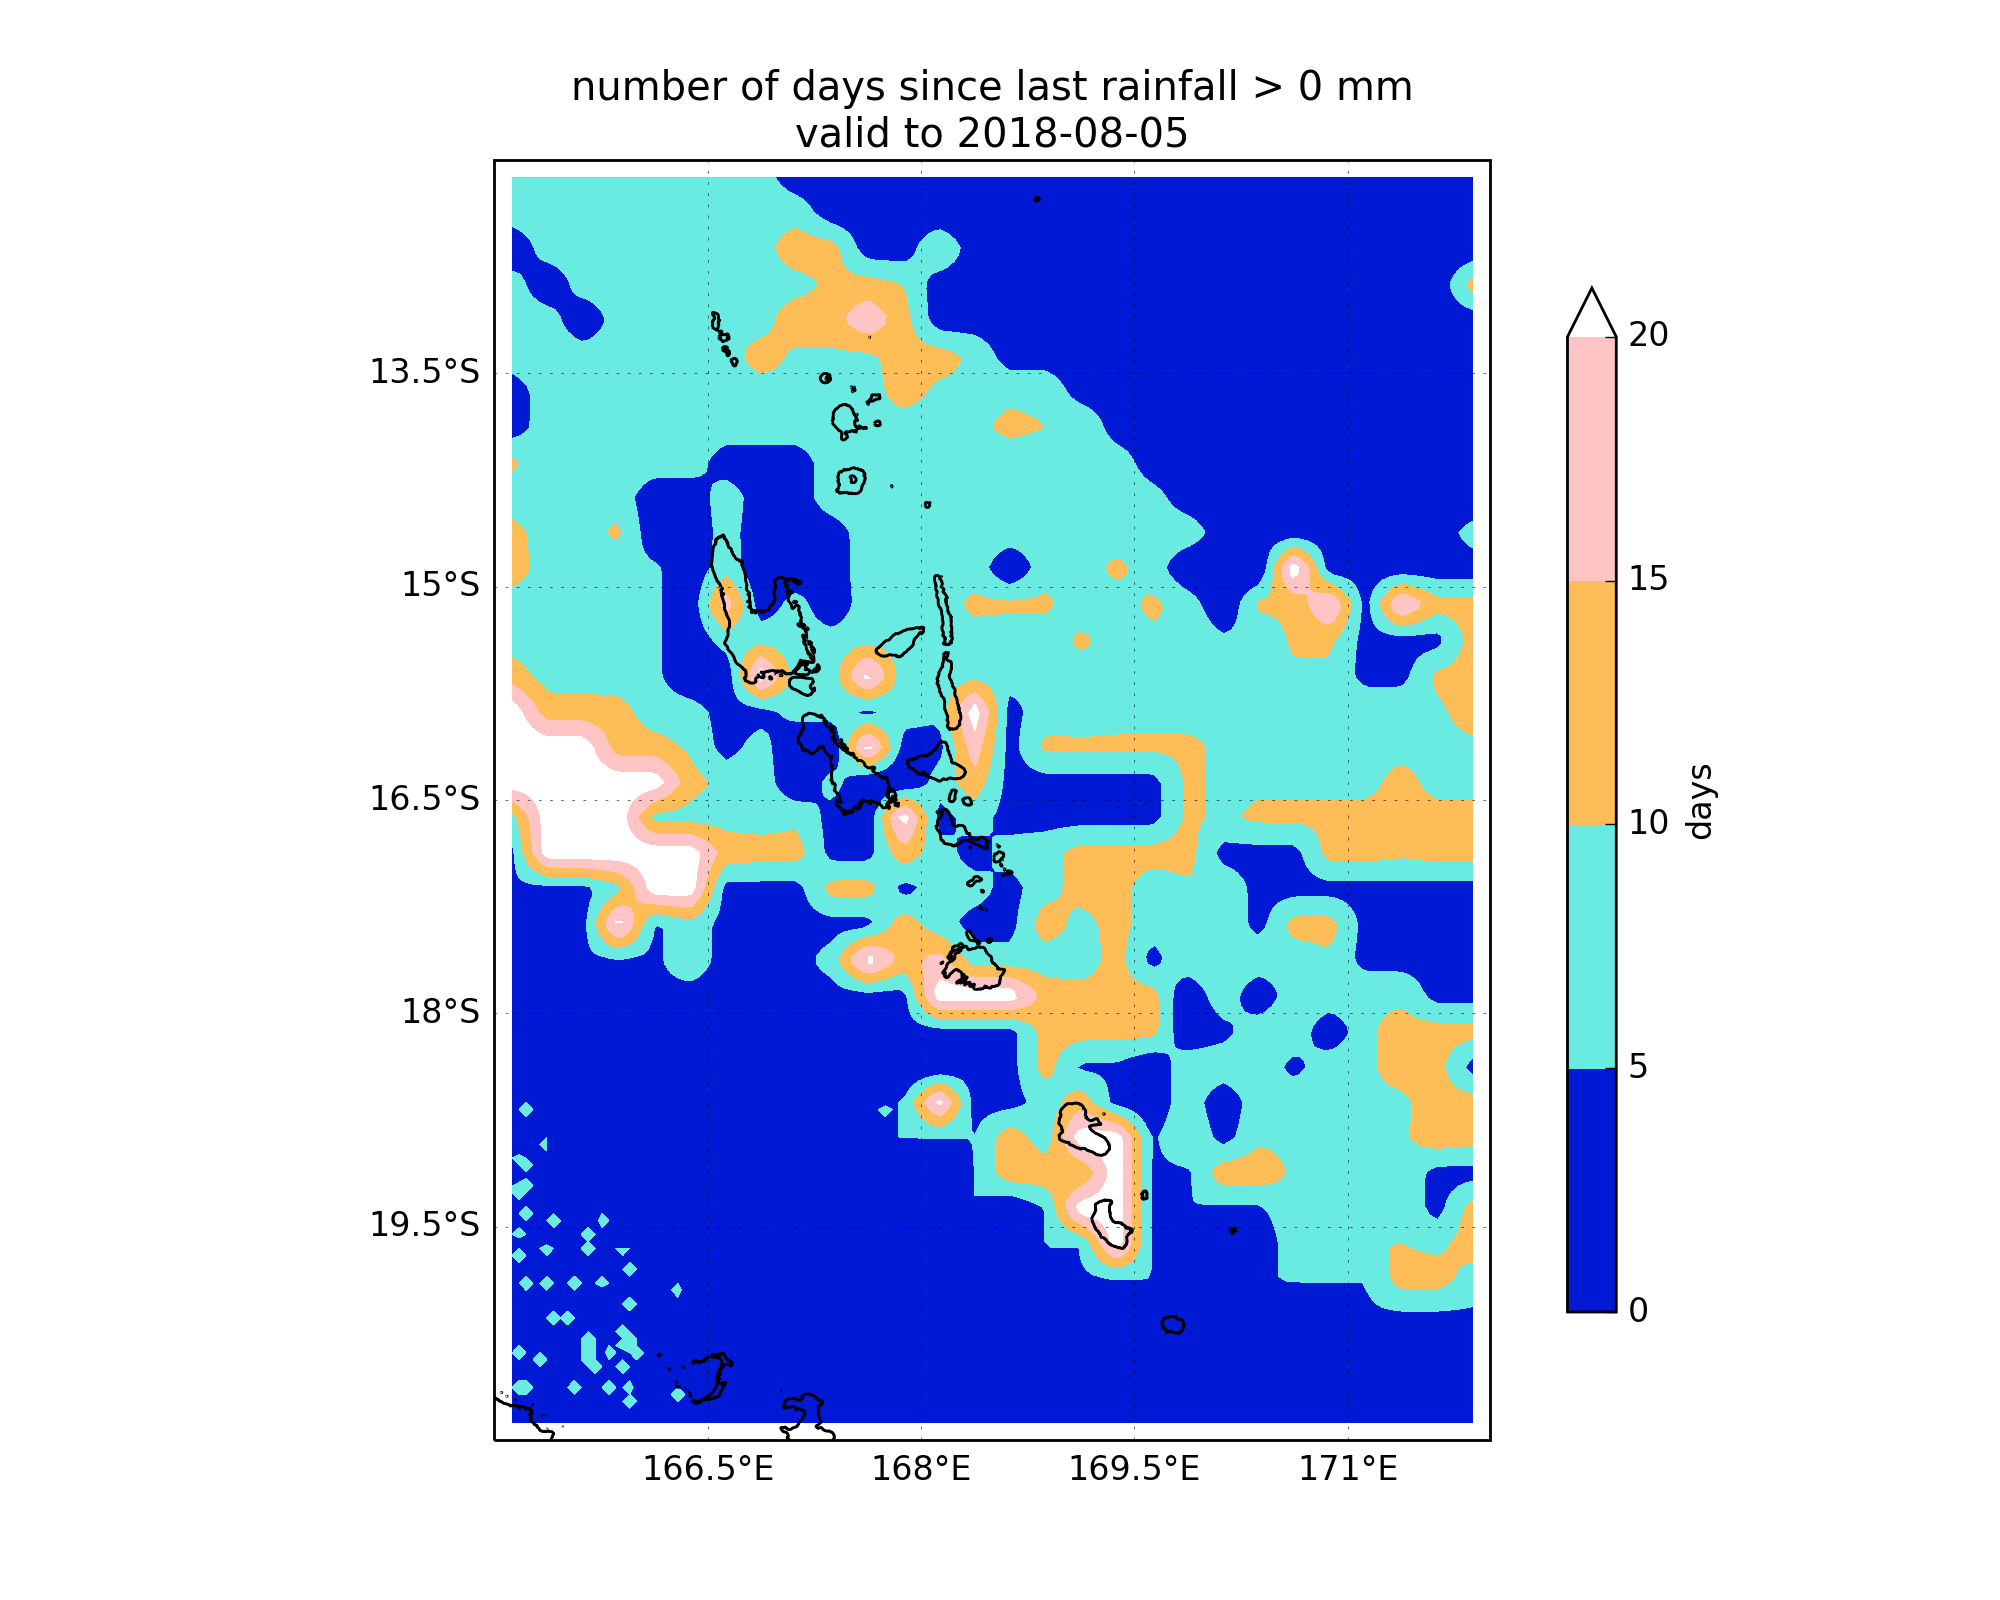 number of days since last rainfall > 0 mm
valid to 2018-08-05
13.5°S
15°S
16.5°S
18°S
19.5°S
166.5°E
168°E
169.5°E
171°E
20
15
10
5
0
days